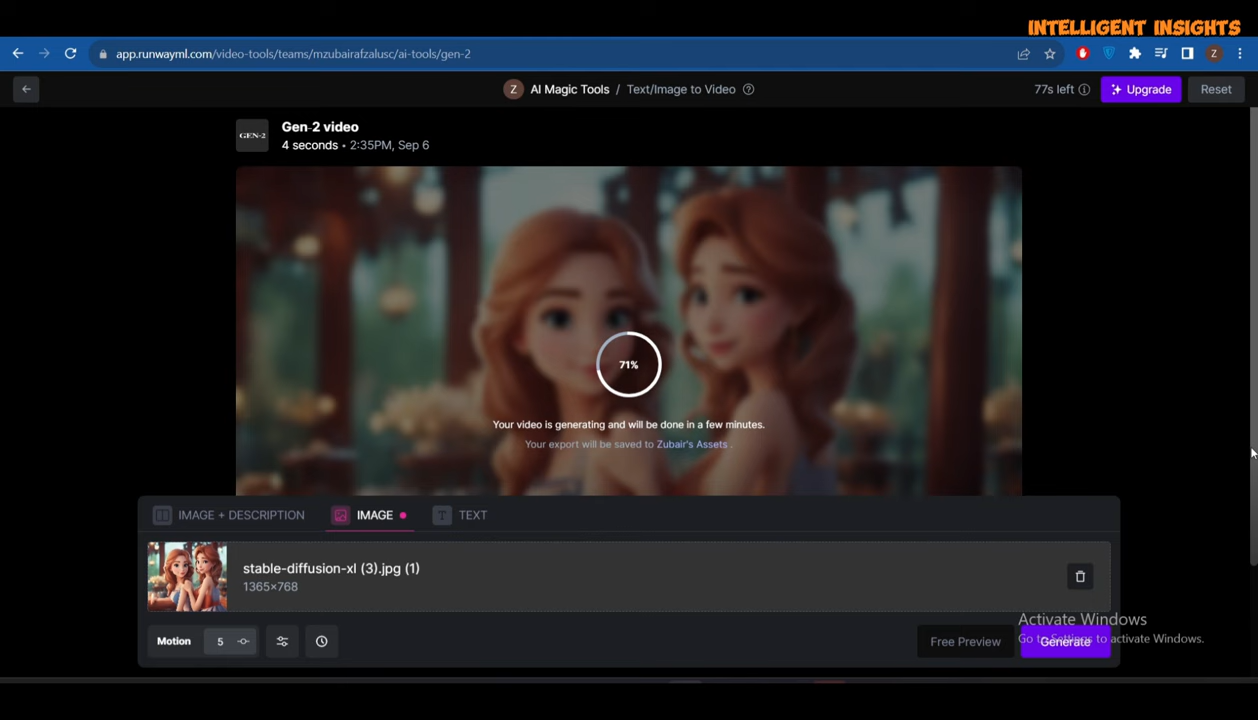 INTELLIGENT INSIGHTS
app.runwayml.com/video-tools/teams/mzubairafzalusc/ai-tools/gen-2
Z
Z AI Magic Tools / Text/Image to Video
77s left
Upgrade
Reset
GEN-2
Gen-2 video
4 seconds • 2:35PM, Sep 6
71%
Your video is generating and will be done in a few minutes.
Your export will be saved to Zubair's Assets .
IMAGE + DESCRIPTION
IMAGE
T TEXT
stable-diffusion-xl (3).jpg (1)
1365×768
Motion 5
Free Preview
Generate
Activate Windows
Go to Settings to activate Windows.